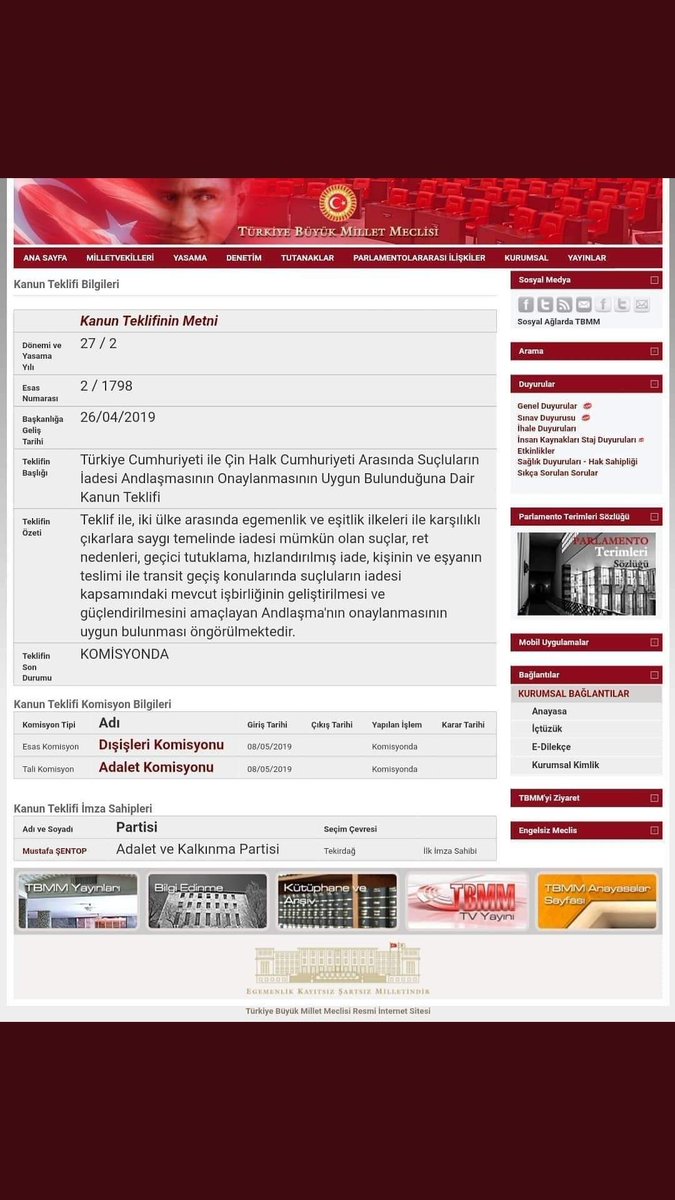 TÜRKİYE BÜYÜK MİLLET MECLİSİ
ANA SAYFA MİLLETVEKİLLERİ YASAMA DENETİM TUTANAKLAR PARLAMENTOLARARASI İLİŞKİLER KURUMSAL YAYINLAR
Kanun Teklifi Bilgileri
Kanun Teklifinin Metni
Dönemi ve Yasama Yılı 27 / 2
Esas Numarası 2 / 1798
Başkanlığa Geliş Tarihi 26/04/2019
Teklifin Başlığı
Türkiye Cumhuriyeti ile Çin Halk Cumhuriyeti Arasında Suçluların
İadesi Andlaşmasının Onaylanmasının Uygun Bulunduğuna Dair
Kanun Teklifi
Teklifin Özeti
Teklif ile, iki ülke arasında egemenlik ve eşitlik ilkeleri ile karşılıklı
çıkarlara saygı temelinde iadesi mümkün olan suçlar, ret
nedenleri, geçici tutuklama, hızlandırılmış iade, kişinin ve eşyanın
teslimi ile transit geçiş konularında suçluların iadesi
kapsamındaki mevcut işbirliğinin geliştirilmesi ve
güçlendirilmesini amaçlayan Andlaşma'nın onaylanmasının
uygun bulunması öngörülmektedir.
Teklifin Son Durumu KOMİSYONDA
Kanun Teklifi Komisyon Bilgileri
Komisyon Tipi Adı Giriş Tarihi Çıkış Tarihi Yapılan İşlem Karar Tarihi
Esas Komisyon Dışişleri Komisyonu 08/05/2019 Komisyonda
Tali Komisyon Adalet Komisyonu 08/05/2019 Komisyonda
Kanun Teklifi İmza Sahipleri
Adı ve Soyadı Partisi Seçim Çevresi
Mustafa ŞENTOP Adalet ve Kalkınma Partisi Tekirdağ İlk İmza Sahibi
Sosyal Medya
Sosyal Ağlarda TBMM
Arama
Duyurular
Genel Duyurular
Sınav Duyurusu
İhale Duyuruları
İnsan Kaynakları Staj Duyuruları
Etkinlikler
Sağlık Duyuruları - Hak Sahipliği
Sıkça Sorulan Sorular
Parlamento Terimleri Sözlüğü
PARLAMENTO
Terimleri
Sözlüğü
Mobil Uygulamalar
Bağlantılar
KURUMSAL BAĞLANTILAR
Anayasa
İçtüzük
E-Dilekçe
Kurumsal Kimlik
TBMM'yi Ziyaret
Engelsiz Meclis
TBMM Yayınları
Bilgi Edinme
Kütüphane ve
Arşiv
TBMM
TV Yayını
TBMM Anayasalar
Sayfası
EGEMENLİK KAYITSIZ ŞARTSIZ MİLLETİNDİR
Türkiye Büyük Millet Meclisi Resmi İnternet Sitesi